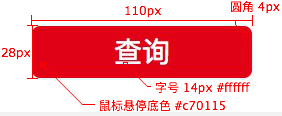 圆角 4px
110px
28px
查询
字号 14px #ffffff
鼠标悬停底色 #c70115